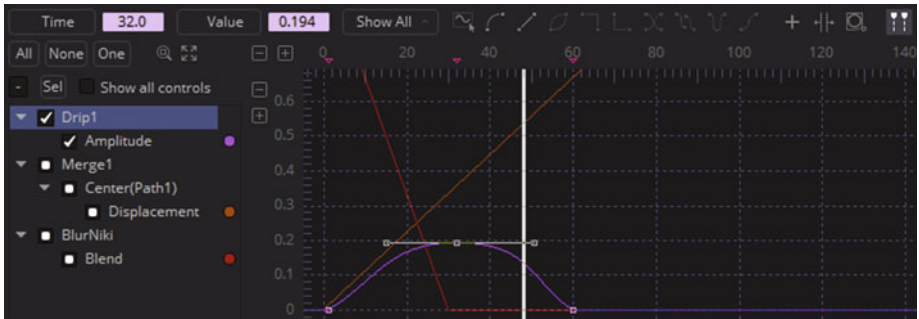 Time 32.0 Value 0.194 Show All
All None One 0 20 40 60 80 100 120 140
- Sel Show all controls
Drip1
Amplitude
Merge1
Center(Path1)
Displacement
BlurNiki
Blend
0.6
0.5
0.4
0.3
0.2
0.1
0